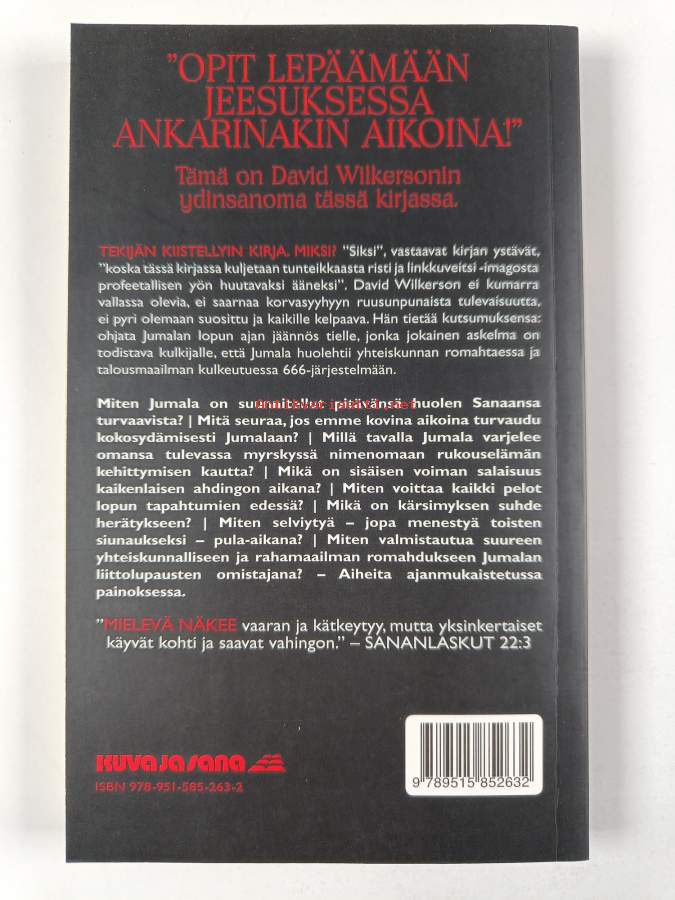 ”OPIT LEPÄÄMÄÄN
JEESUKSESSA
ANKARINAKIN AIKOINA!”
Tämä on David Wilkersonin
ydinsanoma tässä kirjassa.
TEKIJÄN KIISTELLYIN KIRJA. MIKSI? ”Siksi”, vastaavat kirjan ystävät,
”koska tässä kirjassa kuljetaan tunteikkaasta risti ja linkkuveitsi -imagosta
profeetallisen yön huutavaksi ääneksi”. David Wilkerson ei kumarra
vallassa olevia, ei saarnaa korvasyyhyyn ruusunpunaista tulevaisuutta,
ei pyri olemaan suosittu ja kaikille kelpaava. Hän tietää kutsumuksensa:
ohjata Jumalan lopun ajan jäännös tielle, jonka jokainen askelma on
todistava kulkijalle, että Jumala huolehtii yhteiskunnan romahtaessa ja
talousmaailman kulkeutuessa 666-järjestelmään.
Miten Jumala on suunnitellut pitävänsä huolen Sanaansa
Antikvariaatti.net
turvaavista? | Mitä seuraa, jos emme kovina aikoina turvaudu
kokosydämisesti Jumalaan? | Millä tavalla Jumala varjelee
omansa tulevassa myrskyssä nimenomaan rukouselämän
kehittymisen kautta? | Mikä on sisäisen voiman salaisuus
kaikenlaisen ahdingon aikana? | Miten voittaa kaikki pelot
lopun tapahtumien edessä? | Mikä on kärsimyksen suhde
herätykseen? | Miten selviytyä – jopa menestyä toisten
siunaukseksi – pula-aikana? | Miten valmistautua suureen
yhteiskunnalliseen ja rahamaailman romahdukseen Jumalan
liittolupausten omistajana? – Aiheita ajanmukaistetussa
painoksessa.
”MIELEVÄ NÄKEE vaaran ja kätkeytyy, mutta yksinkertaiset
käyvät kohti ja saavat vahingon.” – SANANLASKUT 22:3
kuva ja sana
ISBN 978-951-585-263-2
9 789515 852632